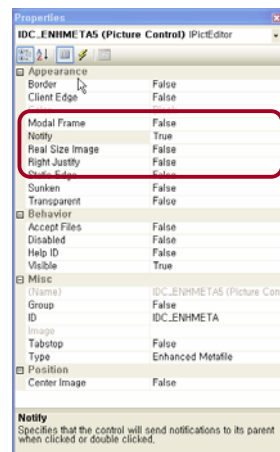 Properties
IDC_ENHMETA5 (Picture Control) IPictEditor
Appearance
Border False
Client Edge False
Modal Frame False
Notify True
Real Size Image False
Right Justify False
Static Edge False
Sunken False
Transparent False
Behavior
Accept Files False
Disabled False
Help ID False
Visible True
Misc
(Name) IDC_ENHMETA5 (Picture Con
Group False
ID IDC_ENHMETA
Image
Tabstop False
Type Enhanced Metafile
Position
Center Image False
Notify
Specifies that the control will send notifications to its parent
when clicked or double clicked.